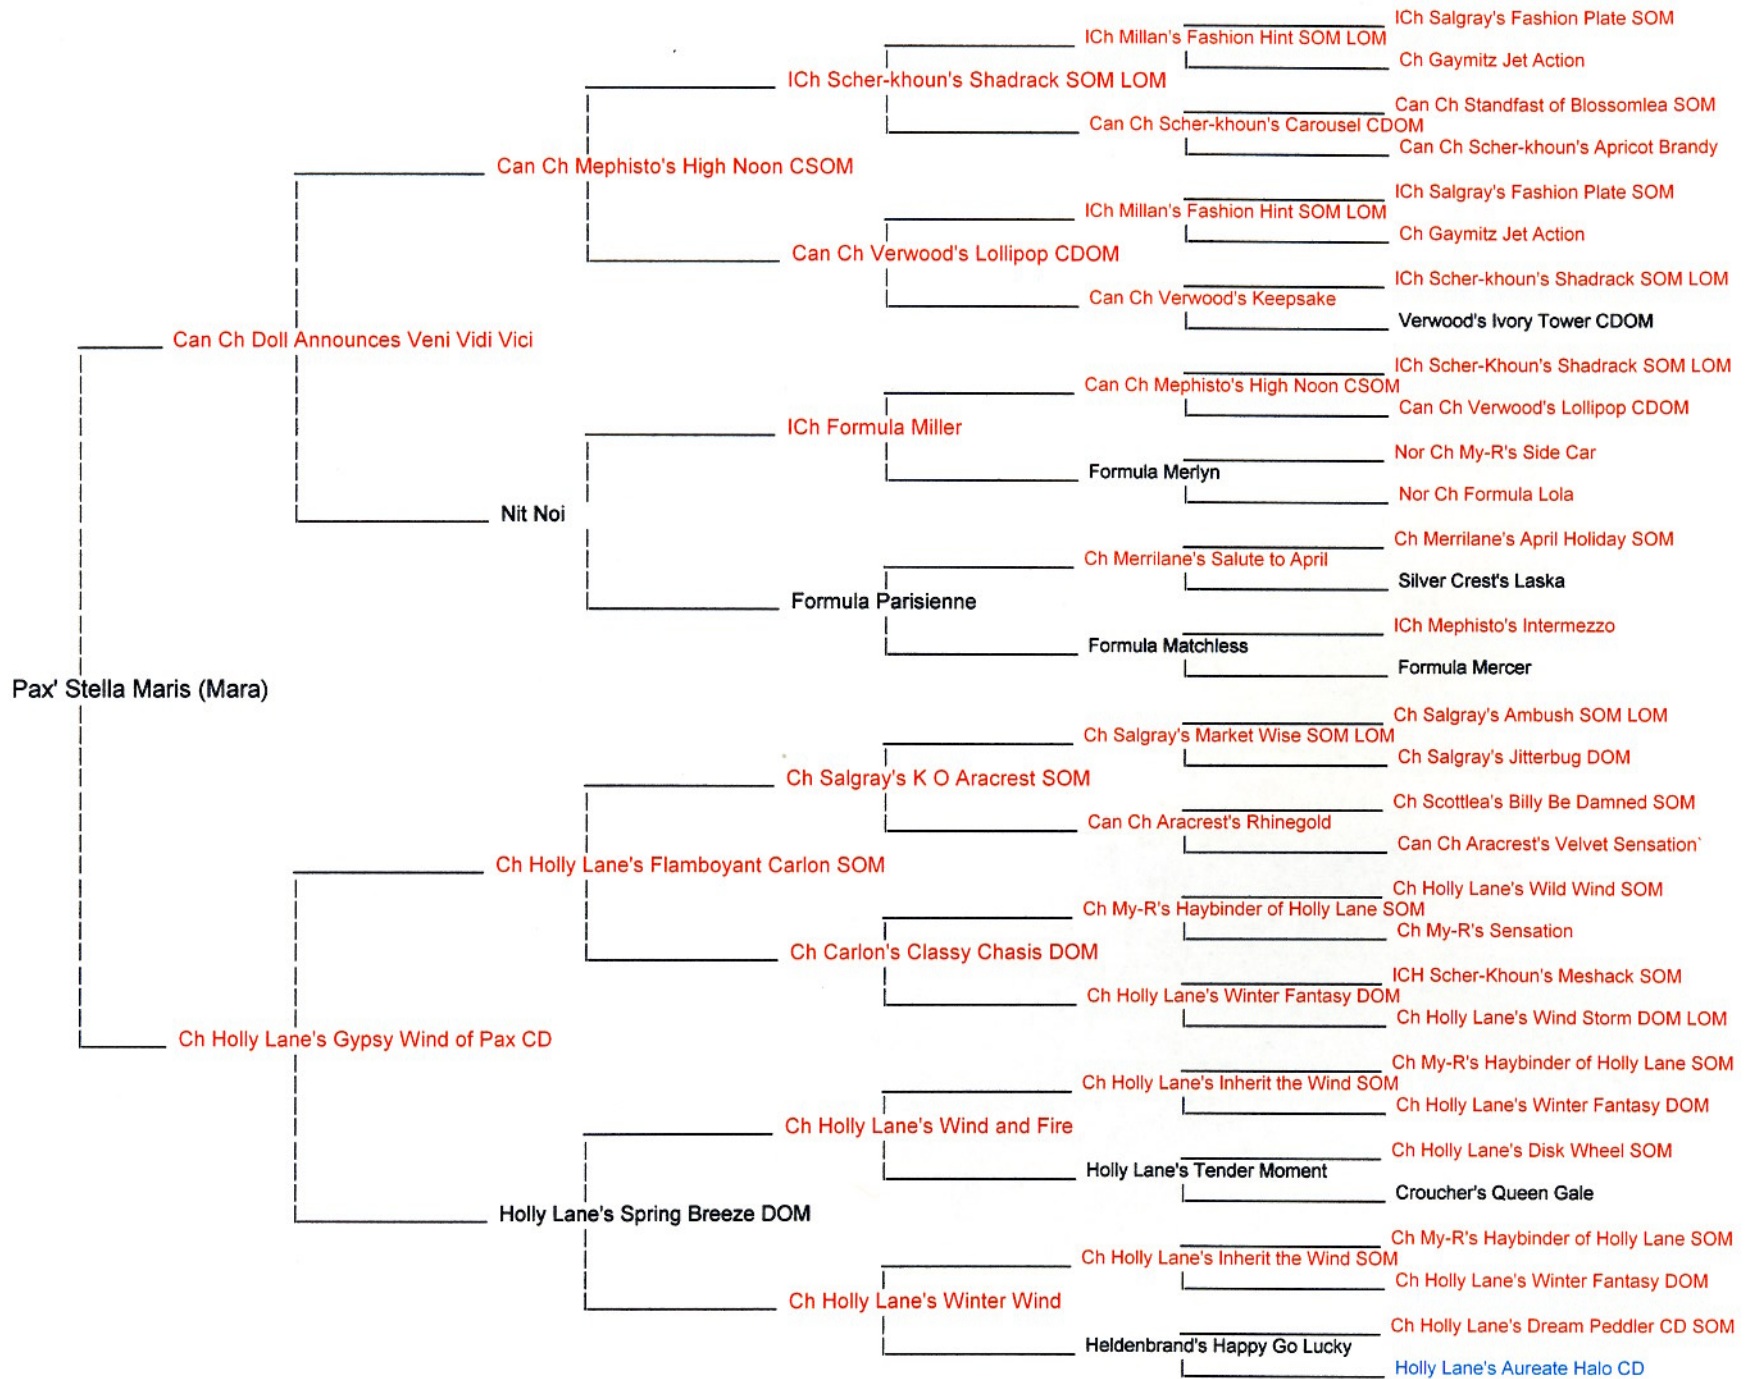 ICh Salgray's Fashion Plate SOM
ICh Millan's Fashion Hint SOM LOM
Ch Gaymitz Jet Action
ICh Scher-khoun's Shadrack SOM LOM
Can Ch Standfast of Blossomlea SOM
Can Ch Scher-khoun's Carousel CDOM
Can Ch Scher-khoun's Apricot Brandy
Can Ch Mephisto's High Noon CSOM
ICh Salgray's Fashion Plate SOM
ICh Millan's Fashion Hint SOM LOM
Ch Gaymitz Jet Action
Can Ch Verwood's Lollipop CDOM
ICh Scher-khoun's Shadrack SOM LOM
Can Ch Verwood's Keepsake
Verwood's Ivory Tower CDOM
Can Ch Doll Announces Veni Vidi Vici
ICh Scher-Khoun's Shadrack SOM LOM
Can Ch Mephisto's High Noon CSOM
Can Ch Verwood's Lollipop CDOM
ICh Formula Miller
Nor Ch My-R's Side Car
Formula Merlyn
Nor Ch Formula Lola
Nit Noi
Ch Merrilane's April Holiday SOM
Ch Merrilane's Salute to April
Silver Crest's Laska
Formula Parisienne
ICh Mephisto's Intermezzo
Formula Matchless
Formula Mercer
Pax' Stella Maris (Mara)
Ch Salgray's Ambush SOM LOM
Ch Salgray's Market Wise SOM LOM
Ch Salgray's Jitterbug DOM
Ch Salgray's K O Aracrest SOM
Ch Scottlea's Billy Be Damned SOM
Can Ch Aracrest's Rhinegold
Can Ch Aracrest's Velvet Sensation`
Ch Holly Lane's Flamboyant Carlon SOM
Ch Holly Lane's Wild Wind SOM
Ch My-R's Haybinder of Holly Lane SOM
Ch My-R's Sensation
Ch Carlon's Classy Chasis DOM
ICH Scher-Khoun's Meshack SOM
Ch Holly Lane's Winter Fantasy DOM
Ch Holly Lane's Wind Storm DOM LOM
Ch Holly Lane's Gypsy Wind of Pax CD
Ch My-R's Haybinder of Holly Lane SOM
Ch Holly Lane's Inherit the Wind SOM
Ch Holly Lane's Winter Fantasy DOM
Ch Holly Lane's Wind and Fire
Ch Holly Lane's Disk Wheel SOM
Holly Lane's Tender Moment
Croucher's Queen Gale
Holly Lane's Spring Breeze DOM
Ch My-R's Haybinder of Holly Lane SOM
Ch Holly Lane's Inherit the Wind SOM
Ch Holly Lane's Winter Fantasy DOM
Ch Holly Lane's Winter Wind
Ch Holly Lane's Dream Peddler CD SOM
Heldenbrand's Happy Go Lucky
Holly Lane's Aureate Halo CD